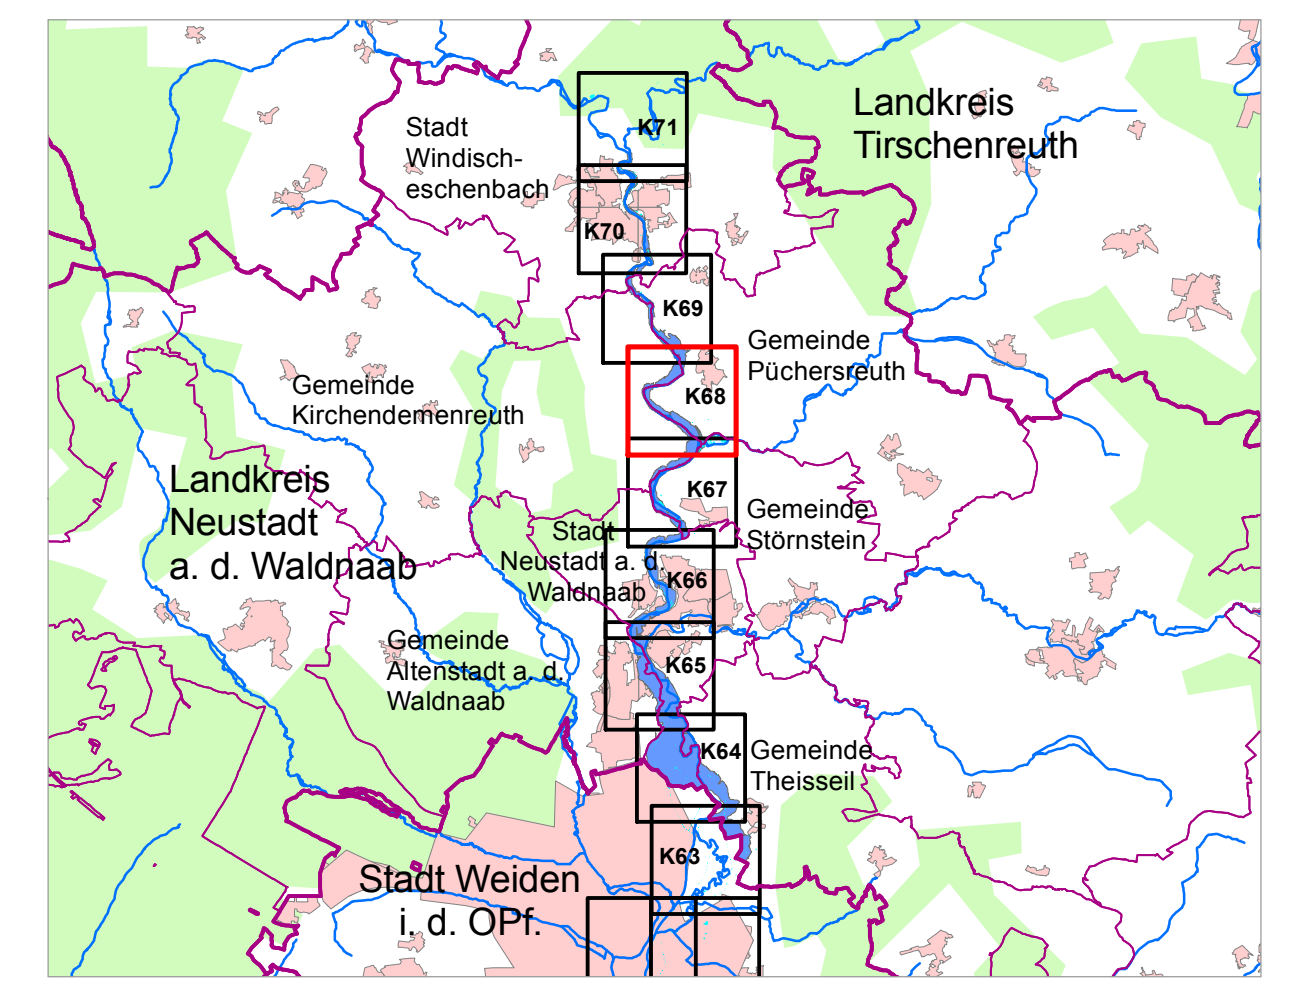 Landkreis
Tirschenreuth
Stadt
Windisch-
eschenbach
K71
K70
K69
Gemeinde
Püchersreuth
K68
Gemeinde
Kirchendemenreuth
Landkreis
Neustadt
a. d. Waldnaab
K67
Gemeinde
Störnstein
Stadt
Neustadt a. d.
Waldnaab
K66
Gemeinde
Altenstadt a. d.
Waldnaab
K65
K64
Gemeinde
Theisseil
K63
Stadt Weiden
i. d. OPf.